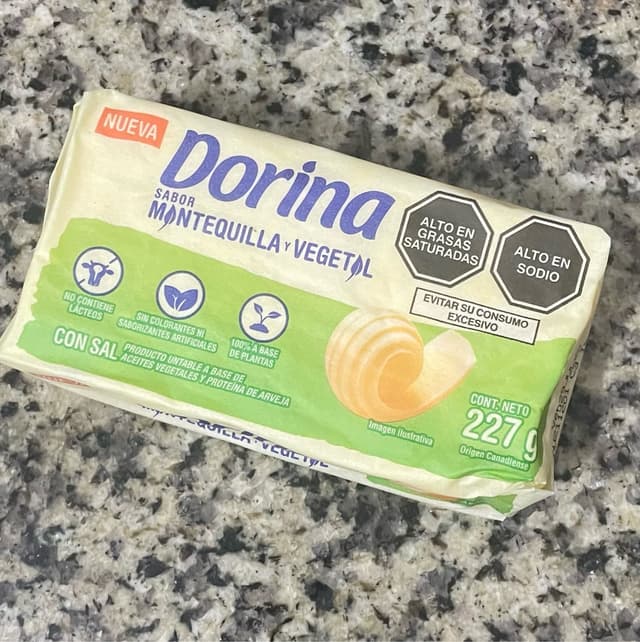 NUEVA
Dorina
SABOR
MANTEQUILLA Y VEGETAL
ALTO EN
GRASAS
SATURADAS
ALTO EN
SODIO
EVITAR SU CONSUMO
EXCESIVO
NO CONTIENE
LÁCTEOS
SIN COLORANTES NI
SABORIZANTES ARTIFICIALES
100% A BASE
DE PLANTAS
CON SAL
PRODUCTO UNTABLE A BASE DE
ACEITES VEGETALES Y PROTEÍNA DE ARVEJA
Imagen Ilustrativa
CONT. NETO
227 g
Origen Canadiense
MANTEQUILLA Y VEGETAL